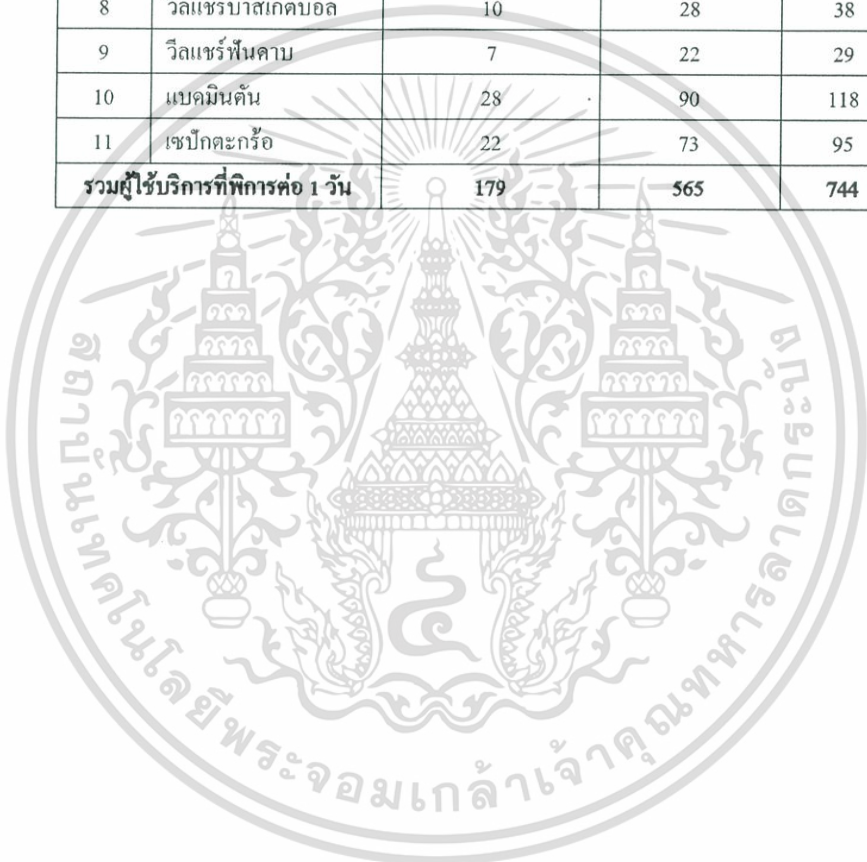 8 วีลแชร์บาสเกตบอล 10 28 38
9 วีลแชร์ฟันดาบ 7 22 29
10 แบดมินตัน 28 90 118
11 เซปักตะกร้อ 22 73 95
รวมผู้ใช้บริการที่พิการต่อ 1 วัน 179 565 744
สถาบันเทคโนโลยีพระจอมเกล้าเจ้าคุณทหารลาดกระบัง